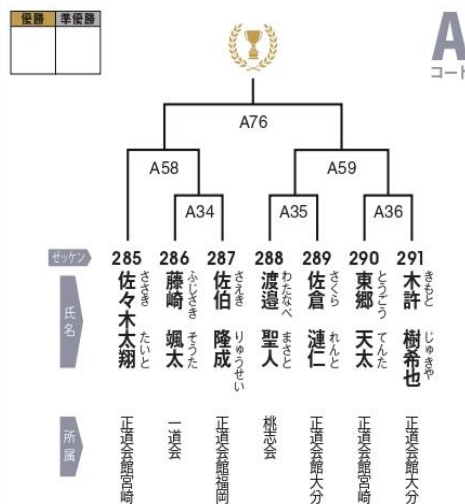 優勝 準優勝
A
コート
A76
A58 A59
A34 A35 A36
ゼッケン 285 286 287 288 289 290 291
氏名
佐々木太翔 ささき たいと
藤崎 颯太 ふじさき そうた
佐伯 隆成 さえき りゅうせい
渡邉 聖人 わたなべ まさと
佐倉 漣仁 さくら れんと
東郷 天太 とうごう てんた
木許 樹希也 きもと じゅきや
所属
正道会館宮崎
一道会
正道会館福岡
桃志会
正道会館大分
正道会館宮崎
正道会館大分